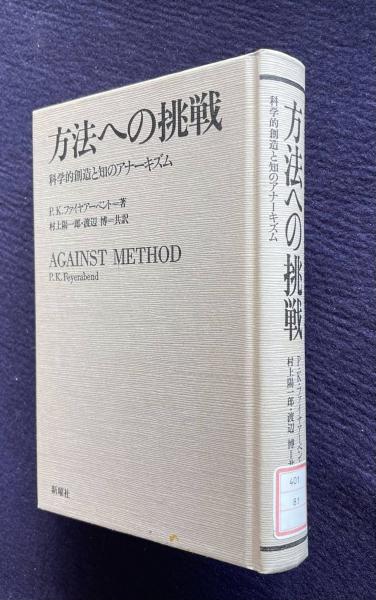 方法への挑戦
科学的創造と知のアナーキズム
P.K.ファイヤアーベント=著
村上陽一郎・渡辺 博=共訳
AGAINST METHOD
P.K.Feyerabend
新曜社
方法への挑戦
科学的創造と知のアナーキズム
P.K.ファイヤアーベン
村上陽一郎・渡辺 博=共
401
81